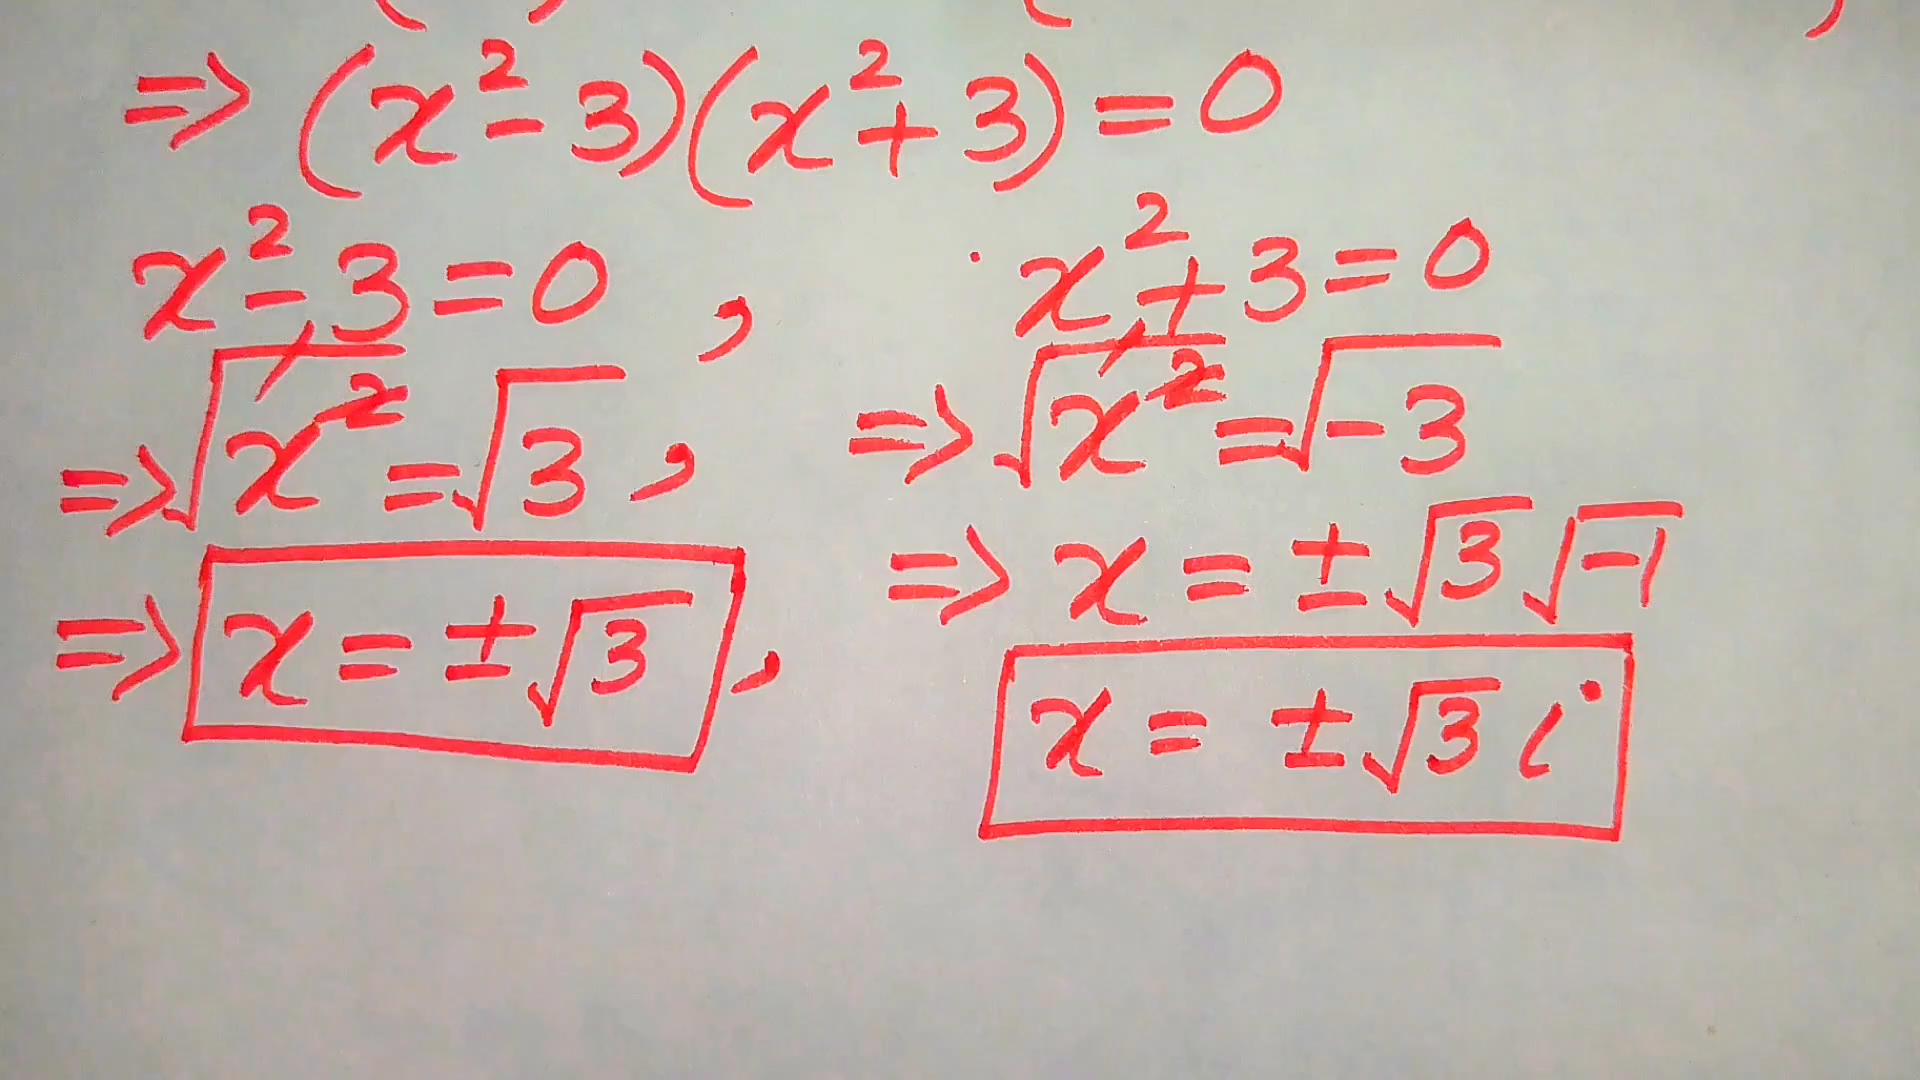 ⇒ (x²-3)(x²+3)=0
x²-3=0 , x²+3=0
⇒ √x² = √3 , ⇒ √x² = √-3
⇒ x = ±√3 , ⇒ x = ±√3 √-1
x = ±√3 i